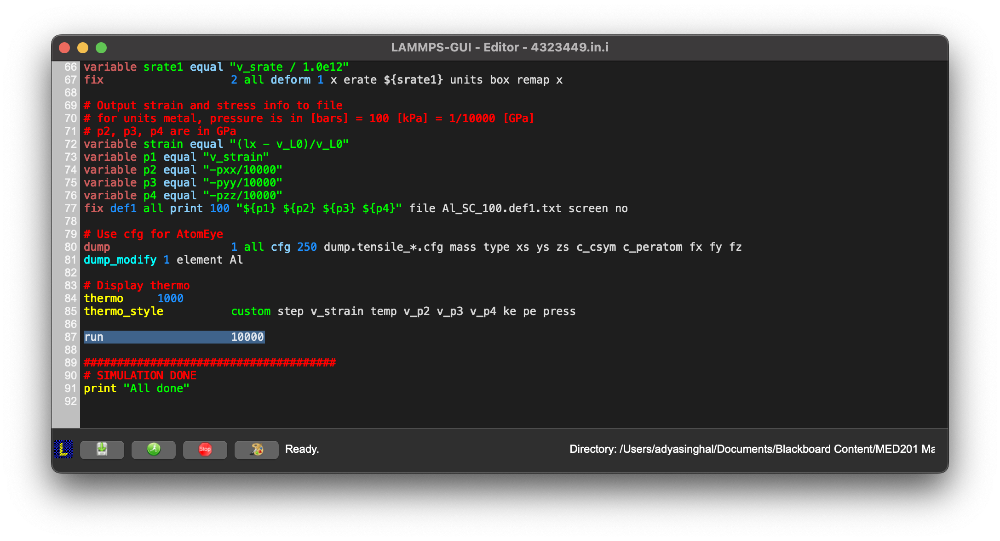 LAMMPS-GUI - Editor - 4323449.in.i
66 variable srate1 equal "v_srate / 1.0e12"
67 fix 2 all deform 1 x erate ${srate1} units box remap x
68
69 # Output strain and stress info to file
70 # for units metal, pressure is in [bars] = 100 [kPa] = 1/10000 [GPa]
71 # p2, p3, p4 are in GPa
72 variable strain equal "(lx - v_L0)/v_L0"
73 variable p1 equal "v_strain"
74 variable p2 equal "-pxx/10000"
75 variable p3 equal "-pyy/10000"
76 variable p4 equal "-pzz/10000"
77 fix def1 all print 100 "${p1} ${p2} ${p3} ${p4}" file Al_SC_100.def1.txt screen no
78
79 # Use cfg for AtomEye
80 dump 1 all cfg 250 dump.tensile_*.cfg mass type xs ys zs c_csym c_peratom fx fy fz
81 dump_modify 1 element Al
82
83 # Display thermo
84 thermo 1000
85 thermo_style custom step v_strain temp v_p2 v_p3 v_p4 ke pe press
86
87 run 10000
88
89 ######################################
90 # SIMULATION DONE
91 print "All done"
92
L Stop Ready. Directory: /Users/adyasinghal/Documents/Blackboard Content/MED201 Ma